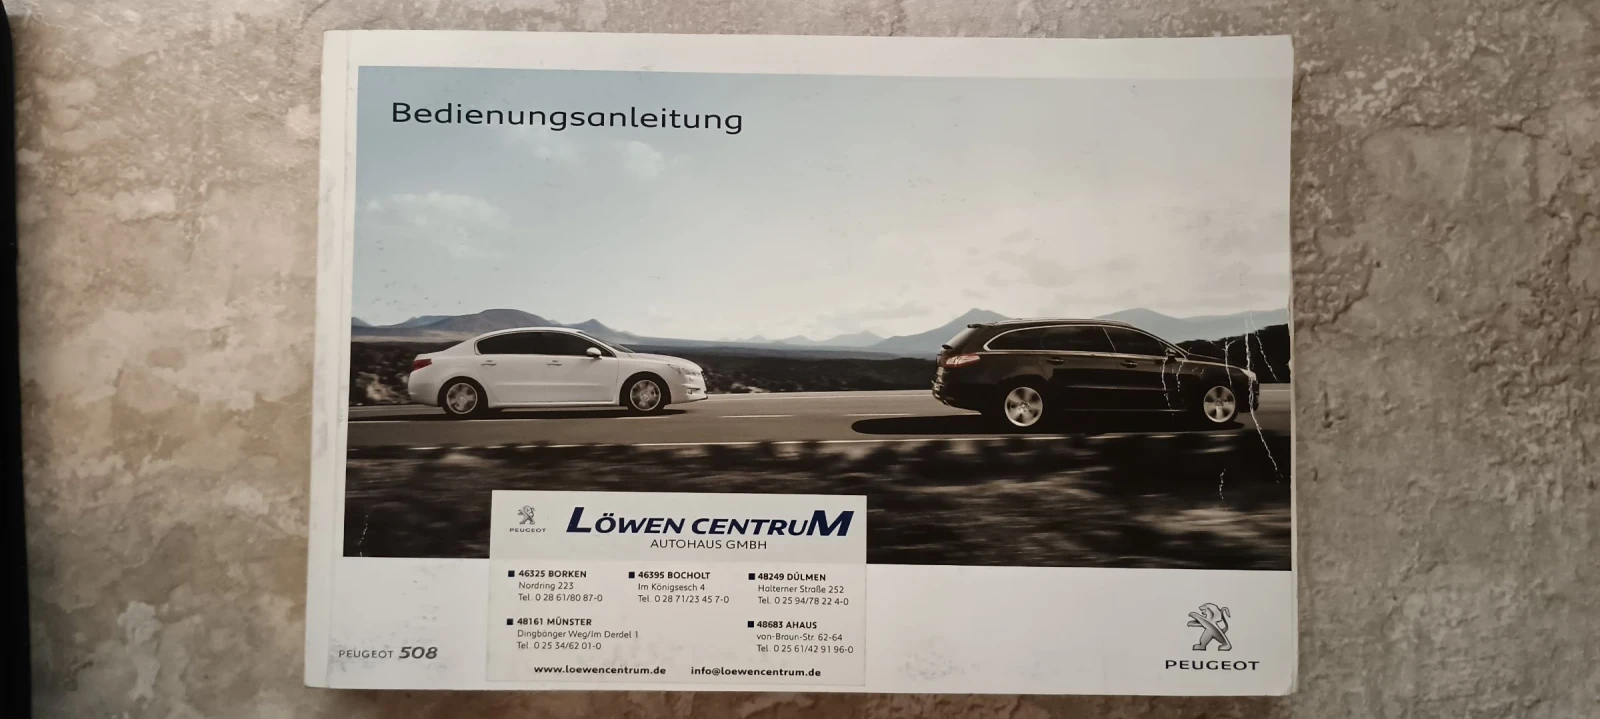 Bedienungsanleitung
PEUGEOT
LÖWEN CENTRUM
AUTOHAUS GMBH
46325 BORKEN
Nordring 223
Tel. 0 28 61/80 87-0
46395 BOCHOLT
Im Königsesch 4
Tel. 0 28 71/23 45 7-0
48249 DÜLMEN
Halterner Straße 252
Tel. 0 25 94/78 22 4-0
48161 MÜNSTER
Dingbänger Weg/Im Derdel 1
Tel. 0 25 34/62 01-0
48683 AHAUS
von-Braun-Str. 62-64
Tel. 0 25 61/42 91 96-0
www.loewencentrum.de info@loewencentrum.de
PEUGEOT 508
PEUGEOT